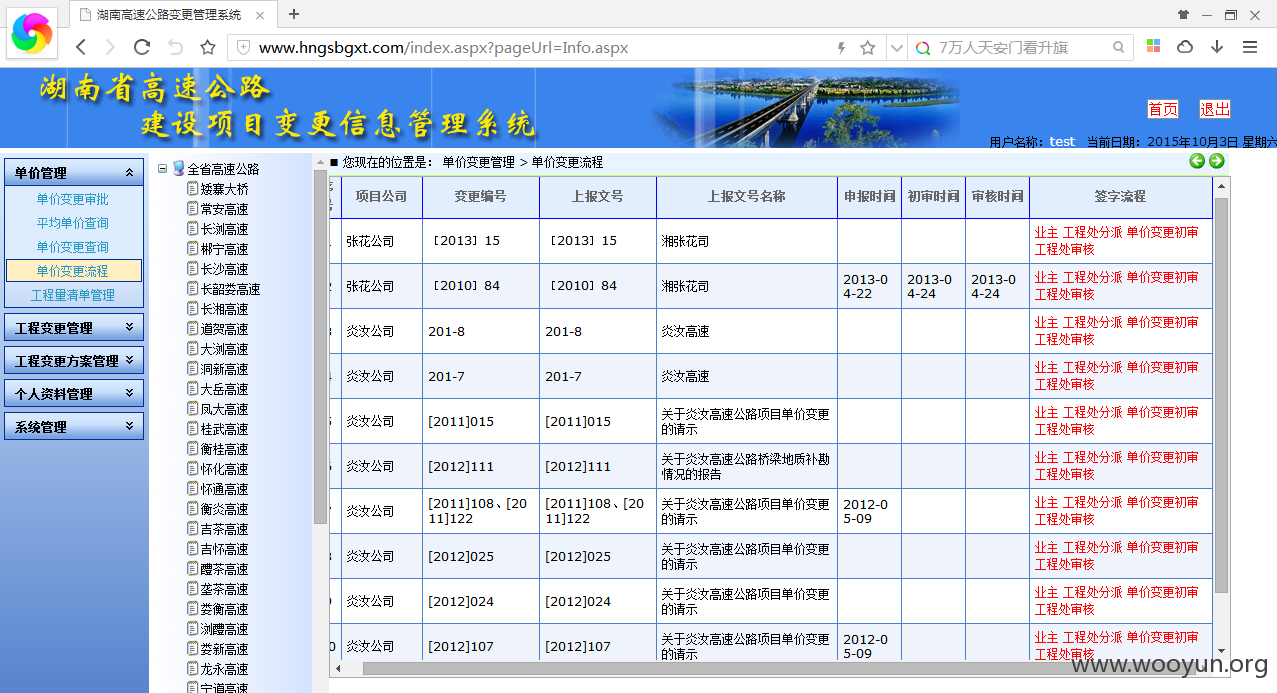 湖南高速公路变更管理系统
www.hngsbgxt.com/index.aspx?pageUrl=Info.aspx
7万人天安门看升旗
湖南省高速公路
建设项目变更信息管理系统
首页 退出
用户名称: test 当前日期: 2015年10月3日 星期六
单价管理
单价变更审批
平均单价查询
单价变更查询
单价变更流程
工程量清单管理
工程变更管理
工程变更方案管理
个人资料管理
系统管理
全省高速公路
矮寨大桥
常安高速
长浏高速
郴宁高速
长沙高速
长韶娄高速
长湘高速
道贺高速
大浏高速
洞新高速
大岳高速
凤大高速
桂武高速
衡桂高速
怀化高速
怀通高速
衡炎高速
吉茶高速
吉怀高速
醴茶高速
垄茶高速
娄衡高速
浏醴高速
娄新高速
龙永高速
宁道高速
■ 您现在的位置是: 单价变更管理 > 单价变更流程
项目公司 变更编号 上报文号 上报文号名称 申报时间 初审时间 审核时间 签字流程
张花公司 [2013] 15 [2013] 15 湘张花司 业主 工程处分派 单价变更初审
工程处审核
张花公司 [2010] 84 [2010] 84 湘张花司 2013-0 2013-0 2013-0 业主 工程处分派 单价变更初审
4-22 4-24 4-24 工程处审核
炎汝公司 201-8 201-8 炎汝高速 业主 工程处分派 单价变更初审
工程处审核
炎汝公司 201-7 201-7 炎汝高速 业主 工程处分派 单价变更初审
工程处审核
炎汝公司 [2011]015 [2011]015 关于炎汝高速公路项目单价变更 业主 工程处分派 单价变更初审
的请示 工程处审核
炎汝公司 [2012]111 [2012]111 关于炎汝高速公路桥梁地质补勘 业主 工程处分派 单价变更初审
情况的报告 工程处审核
炎汝公司 [2011]108、[20 [2011]108、[20 关于炎汝高速公路项目单价变更 2012-0 业主 工程处分派 单价变更初审
11]122 11]122 的请示 5-09 工程处审核
炎汝公司 [2012]025 [2012]025 关于炎汝高速公路项目单价变更 业主 工程处分派 单价变更初审
的请示 工程处审核
炎汝公司 [2012]024 [2012]024 关于炎汝高速公路项目单价变更 业主 工程处分派 单价变更初审
的请示 工程处审核
炎汝公司 [2012]107 [2012]107 关于炎汝高速公路项目单价变更 2012-0 业主 工程处分派 单价变更初审
的请示 5-09 工程处审核
www.wooyun.org